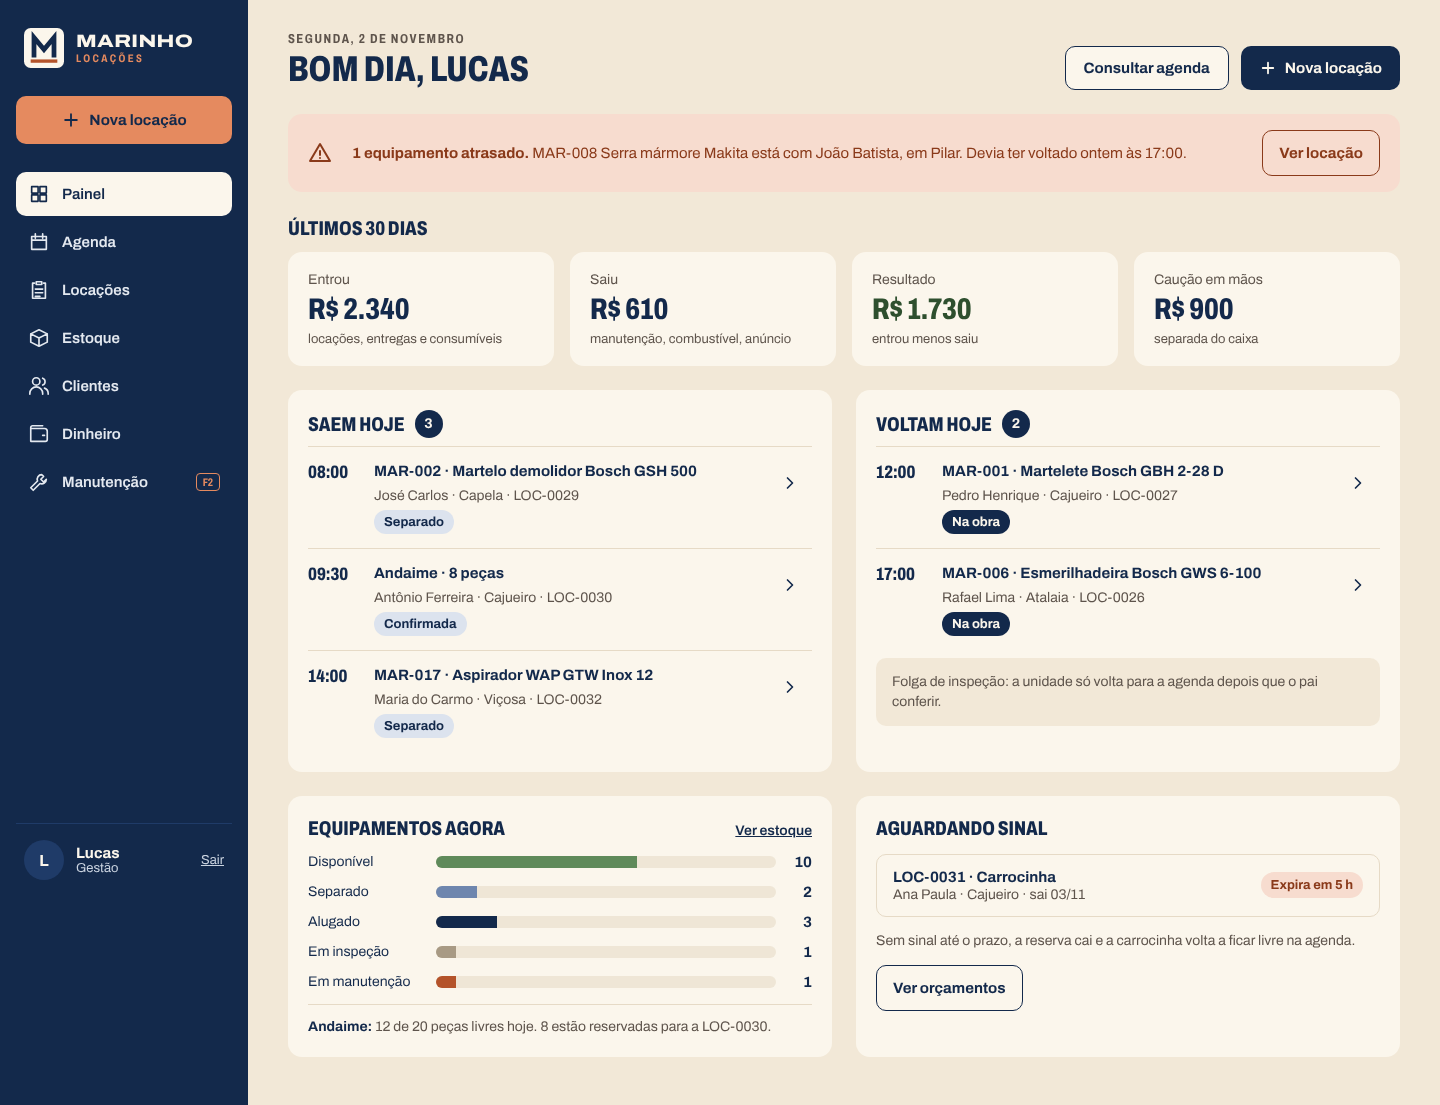 MARINHO
LOCAÇÕES
Nova locação
Painel
Agenda
Locações
Estoque
Clientes
Dinheiro
Manutenção F2
L
Lucas
Gestão
Sair
SEGUNDA, 2 DE NOVEMBRO
BOM DIA, LUCAS
Consultar agenda
Nova locação
1 equipamento atrasado. MAR-008 Serra mármore Makita está com João Batista, em Pilar. Devia ter voltado ontem às 17:00.
Ver locação
ÚLTIMOS 30 DIAS
Entrou
R$ 2.340
locações, entregas e consumíveis
Saiu
R$ 610
manutenção, combustível, anúncio
Resultado
R$ 1.730
entrou menos saiu
Caução em mãos
R$ 900
separada do caixa
SAEM HOJE 3
08:00 MAR-002 · Martelo demolidor Bosch GSH 500
José Carlos · Capela · LOC-0029
Separado
09:30 Andaime · 8 peças
Antônio Ferreira · Cajueiro · LOC-0030
Confirmada
14:00 MAR-017 · Aspirador WAP GTW Inox 12
Maria do Carmo · Viçosa · LOC-0032
Separado
VOLTAM HOJE 2
12:00 MAR-001 · Martelete Bosch GBH 2-28 D
Pedro Henrique · Cajueiro · LOC-0027
Na obra
17:00 MAR-006 · Esmerilhadeira Bosch GWS 6-100
Rafael Lima · Atalaia · LOC-0026
Na obra
Folga de inspeção: a unidade só volta para a agenda depois que o pai
conferir.
EQUIPAMENTOS AGORA
Ver estoque
Disponível 10
Separado 2
Alugado 3
Em inspeção 1
Em manutenção 1
Andaime: 12 de 20 peças livres hoje. 8 estão reservadas para a LOC-0030.
AGUARDANDO SINAL
LOC-0031 · Carrocinha
Ana Paula · Cajueiro · sai 03/11
Expira em 5 h
Sem sinal até o prazo, a reserva cai e a carrocinha volta a ficar livre na agenda.
Ver orçamentos